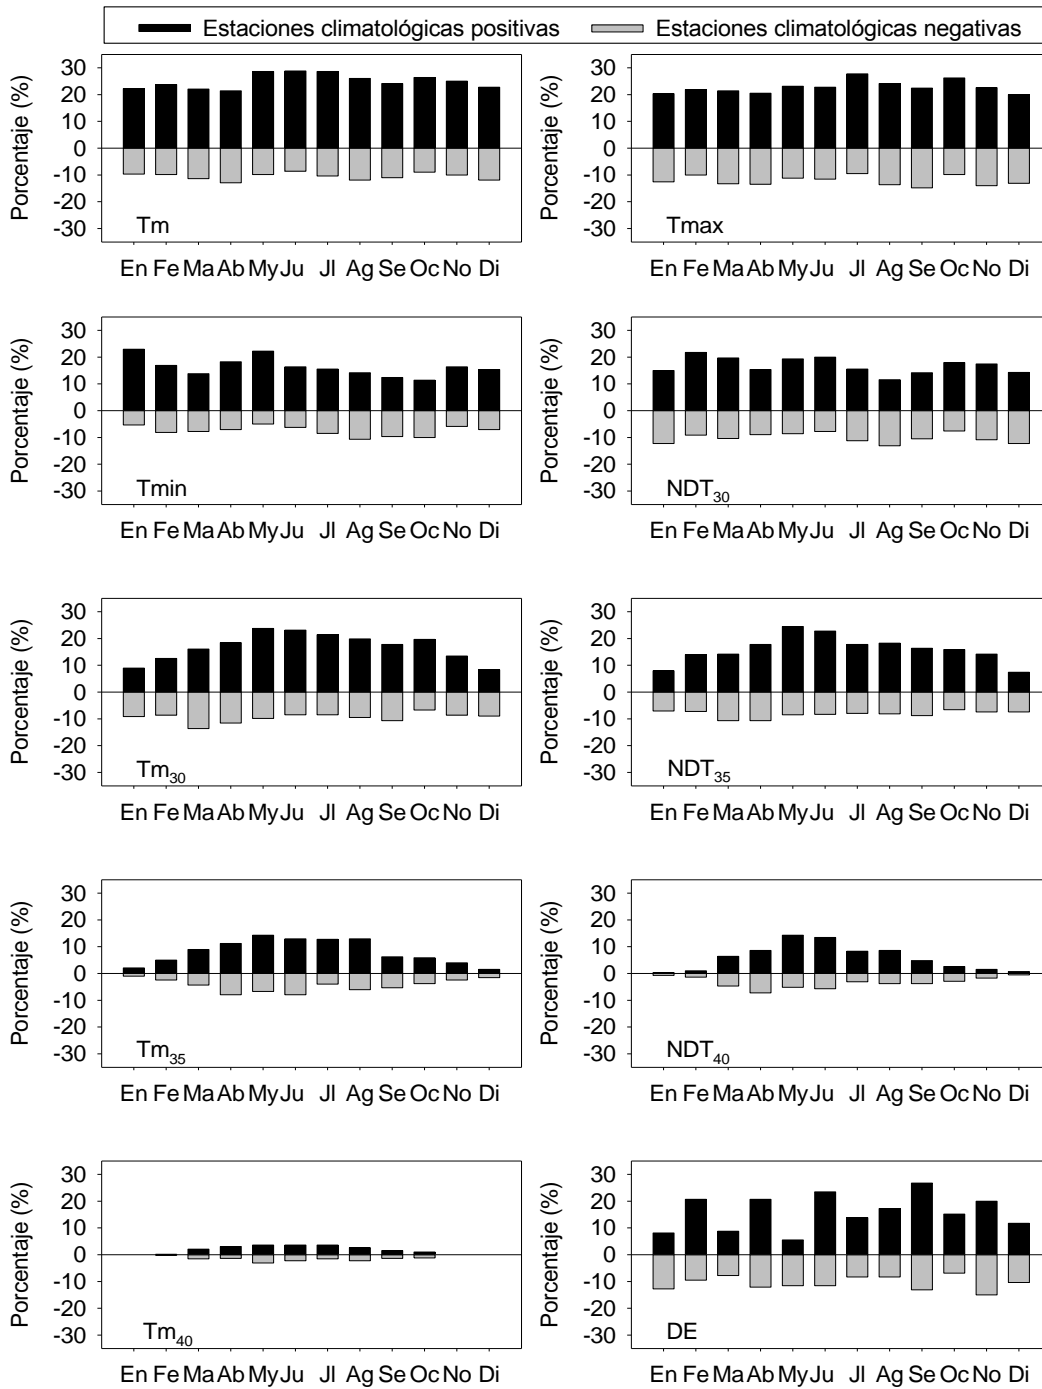 Estaciones climatológicas positivas Estaciones climatológicas negativas
Porcentaje (%)
30
20
10
0
-10
-20
-30
Tm
En Fe Ma Ab My Ju Jl Ag Se Oc No Di
Porcentaje (%)
30
20
10
0
-10
-20
-30
Tmax
En Fe Ma Ab My Ju Jl Ag Se Oc No Di
Porcentaje (%)
30
20
10
0
-10
-20
-30
Tmin
En Fe Ma Ab My Ju Jl Ag Se Oc No Di
Porcentaje (%)
30
20
10
0
-10
-20
-30
NDT30
En Fe Ma Ab My Ju Jl Ag Se Oc No Di
Porcentaje (%)
30
20
10
0
-10
-20
-30
Tm30
En Fe Ma Ab My Ju Jl Ag Se Oc No Di
Porcentaje (%)
30
20
10
0
-10
-20
-30
NDT35
En Fe Ma Ab My Ju Jl Ag Se Oc No Di
Porcentaje (%)
30
20
10
0
-10
-20
-30
Tm35
En Fe Ma Ab My Ju Jl Ag Se Oc No Di
Porcentaje (%)
30
20
10
0
-10
-20
-30
NDT40
En Fe Ma Ab My Ju Jl Ag Se Oc No Di
Porcentaje (%)
30
20
10
0
-10
-20
-30
Tm40
En Fe Ma Ab My Ju Jl Ag Se Oc No Di
Porcentaje (%)
30
20
10
0
-10
-20
-30
DE
En Fe Ma Ab My Ju Jl Ag Se Oc No Di